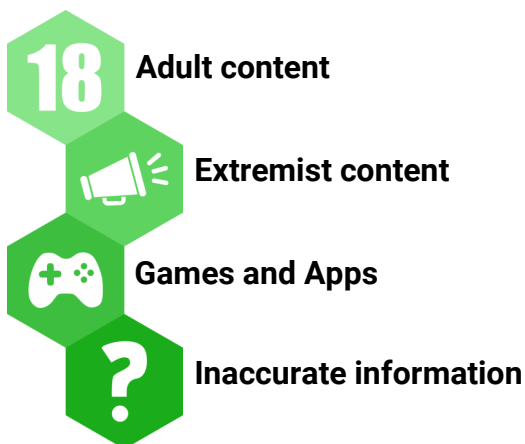 18
Adult content
Extremist content
Games and Apps
?
Inaccurate information